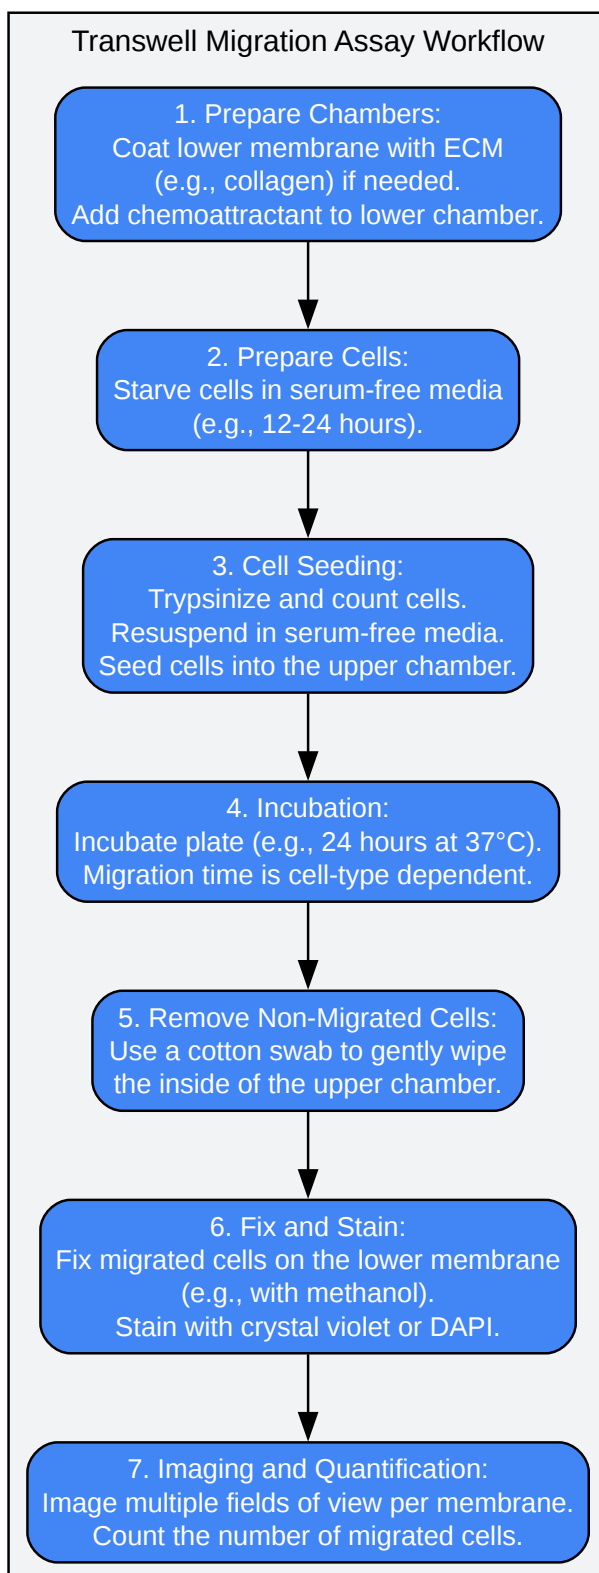 Transwell Migration Assay Workflow
1. Prepare Chambers:
Coat lower membrane with ECM
(e.g., collagen) if needed.
Add chemoattractant to lower chamber.
2. Prepare Cells:
Starve cells in serum-free media
(e.g., 12-24 hours).
3. Cell Seeding:
Trypsinize and count cells.
Resuspend in serum-free media.
Seed cells into the upper chamber.
4. Incubation:
Incubate plate (e.g., 24 hours at 37°C).
Migration time is cell-type dependent.
5. Remove Non-Migrated Cells:
Use a cotton swab to gently wipe
the inside of the upper chamber.
6. Fix and Stain:
Fix migrated cells on the lower membrane
(e.g., with methanol).
Stain with crystal violet or DAPI.
7. Imaging and Quantification:
Image multiple fields of view per membrane.
Count the number of migrated cells.